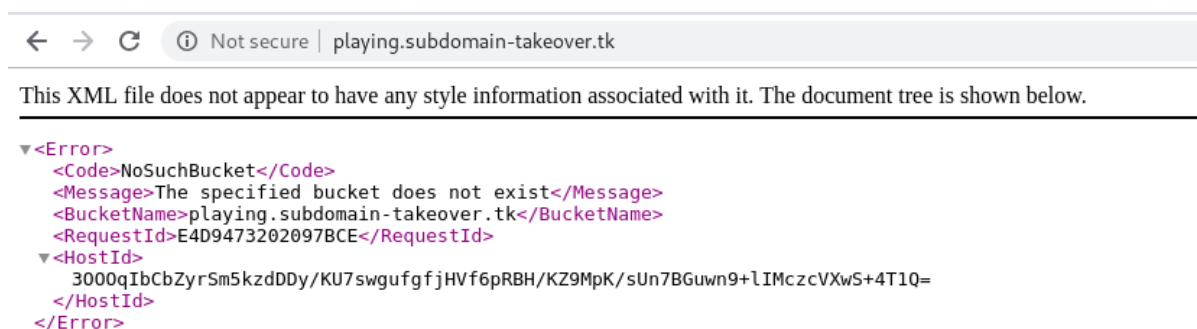 Not secure | playing.subdomain-takeover.tk
This XML file does not appear to have any style information associated with it. The document tree is shown below.
▼<Error>
<Code>NoSuchBucket</Code>
<Message>The specified bucket does not exist</Message>
<BucketName>playing.subdomain-takeover.tk</BucketName>
<RequestId>E4D9473202097BCE</RequestId>
▼<HostId>
3OOOqIbCbZyrSm5kzdDDy/KU7swgufgfjHVf6pRBH/KZ9MpK/sUn7BGuwn9+lIMczcVXwS+4T1Q=
</HostId>
</Error>